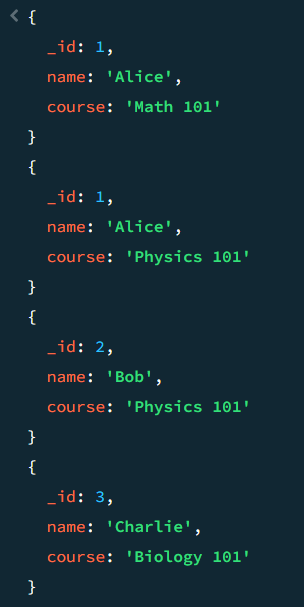 {
_id: 1,
name: 'Alice',
course: 'Math 101'
}
{
_id: 1,
name: 'Alice',
course: 'Physics 101'
}
{
_id: 2,
name: 'Bob',
course: 'Physics 101'
}
{
_id: 3,
name: 'Charlie',
course: 'Biology 101'
}